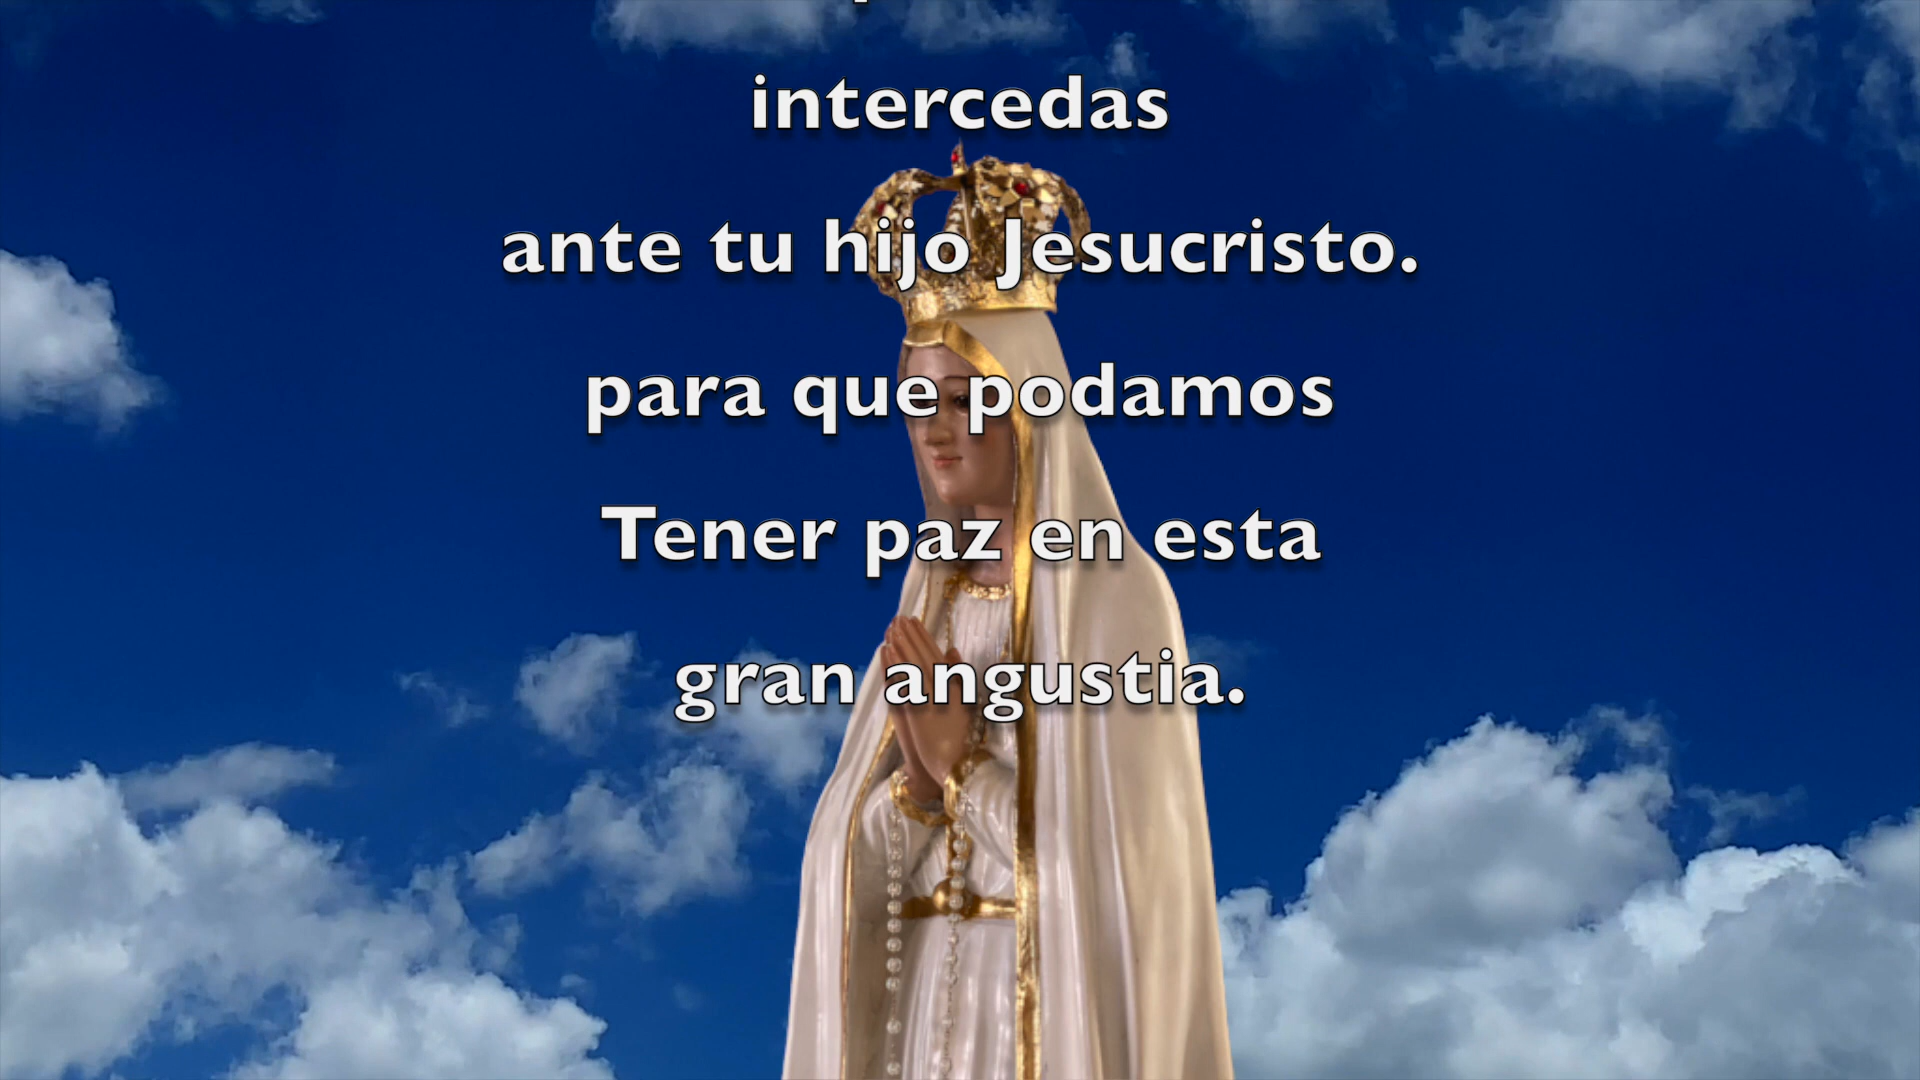 intercedas
ante tu hijo Jesucristo.
para que podamos
Tener paz en esta
gran angustia.